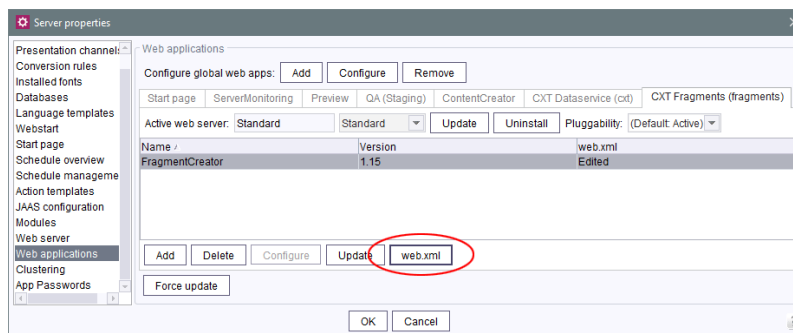 Server properties
Presentation channels
Conversion rules
Installed fonts
Databases
Language templates
Webstart
Start page
Schedule overview
Schedule manageme
Action templates
JAAS configuration
Modules
Web server
Web applications
Clustering
App Passwords
Web applications
Configure global web apps: Add Configure Remove
Start page ServerMonitoring Preview QA (Staging) ContentCreator CXT Dataservice (cxt) CXT Fragments (fragments)
Active web server: Standard Standard Update Uninstall Pluggability: (Default: Active)
Name Version web.xml
FragmentCreator 1.15 Edited
Add Delete Configure Update web.xml
Force update
OK Cancel